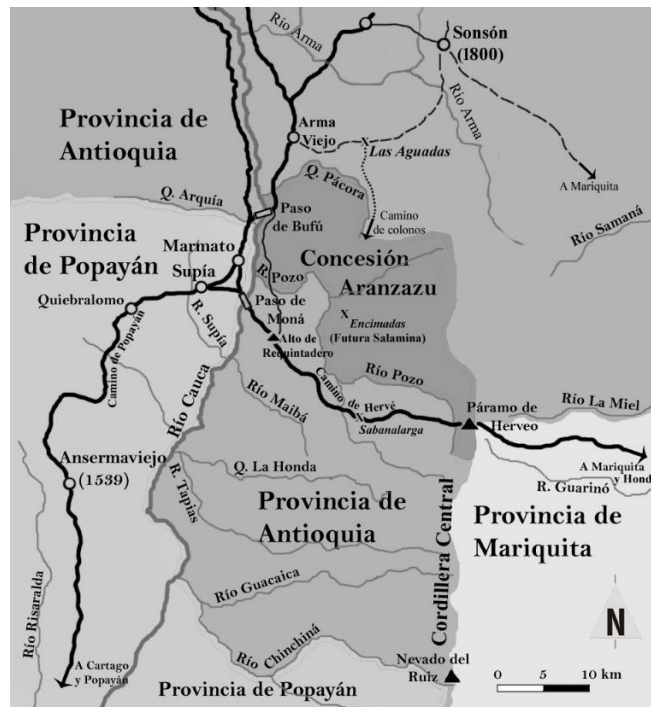 Río Arma
Sonsón
(1800)
Provincia de
Antioquia
Arma
Viejo
Río Arma
X
Las Aguadas
A Mariquita
Q. Arquía
Q. Pácora
Paso
de Bufú
Camino
de colonos
Río Samaná
Provincia
de Popayán
Marmato
Supía
R. Pozo
Concesión
Aranzazu
Quiebralomo
R. Supía
Paso de
Moná
X
Encimadas
(Futura Salamina)
Camino de Popayán
Alto de
Requintadero
Río Cauca
Río Maibá
Camino de Hervé
Río Pozo
X
Sabanalarga
Páramo de
Herveo
Río La Miel
Ansermaviejo
(1539)
Q. La Honda
A Mariquita
y Hond
R. Guarinó
R. Tapias
Provincia de
Antioquia
Cordillera Central
Provincia de
Mariquita
Río Guacaica
Río Risaralda
Río Chinchiná
N
A Cartago
y Popayán
Provincia de Popayán
Nevado del
Ruiz
0 5 10 km